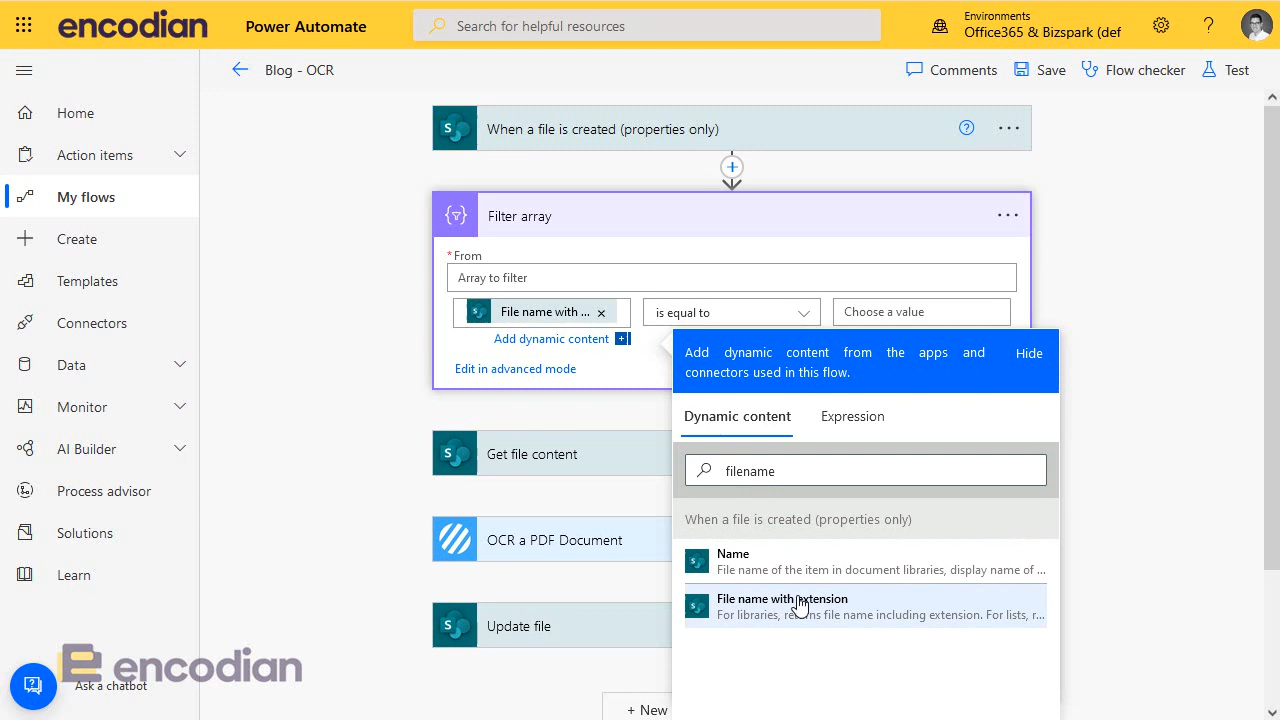 encodian
Power Automate
Search for helpful resources
Environments
Office365 & Bizspark (def
?
Blog - OCR
Comments
Save
Flow checker
Test
Home
Action items
My flows
Create
Templates
Connectors
Data
Monitor
AI Builder
Process advisor
Solutions
Learn
Ask a chatbot
encodian
When a file is created (properties only)
Filter array
* From
Array to filter
File name with ... ×
is equal to
Choose a value
Add dynamic content
Edit in advanced mode
Get file content
OCR a PDF Document
Update file
+ New
Add dynamic content from the apps and
connectors used in this flow.
Hide
Dynamic content
Expression
filename
When a file is created (properties only)
Name
File name of the item in document libraries, display name of ...
File name with extension
For libraries, returns file name including extension. For lists, r...